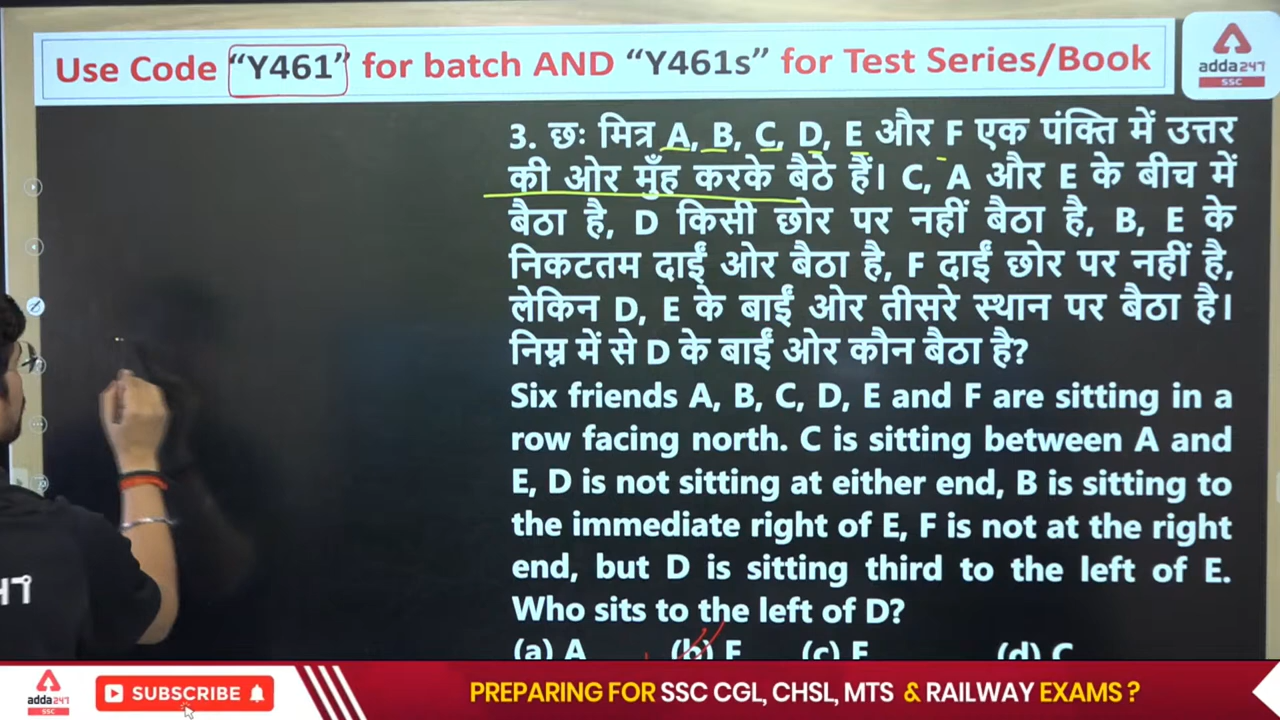 Use Code “Y461” for batch AND “Y461s” for Test Series/Book
adda247
SSC
3. छः मित्र A, B, C, D, E और F एक पंक्ति में उत्तर
की ओर मुँह करके बैठे हैं। C, A और E के बीच में
बैठा है, D किसी छोर पर नहीं बैठा है, B, E के
निकटतम दाईं ओर बैठा है, F दाईं छोर पर नहीं है,
लेकिन D, E के बाईं ओर तीसरे स्थान पर बैठा है।
निम्न में से D के बाईं ओर कौन बैठा है?
Six friends A, B, C, D, E and F are sitting in a
row facing north. C is sitting between A and
E, D is not sitting at either end, B is sitting to
the immediate right of E, F is not at the right
end, but D is sitting third to the left of E.
Who sits to the left of D?
(a) A (b) (c) (d) C
adda247
SSC
SUBSCRIBE
PREPARING FOR SSC CGL, CHSL, MTS & RAILWAY EXAMS ?